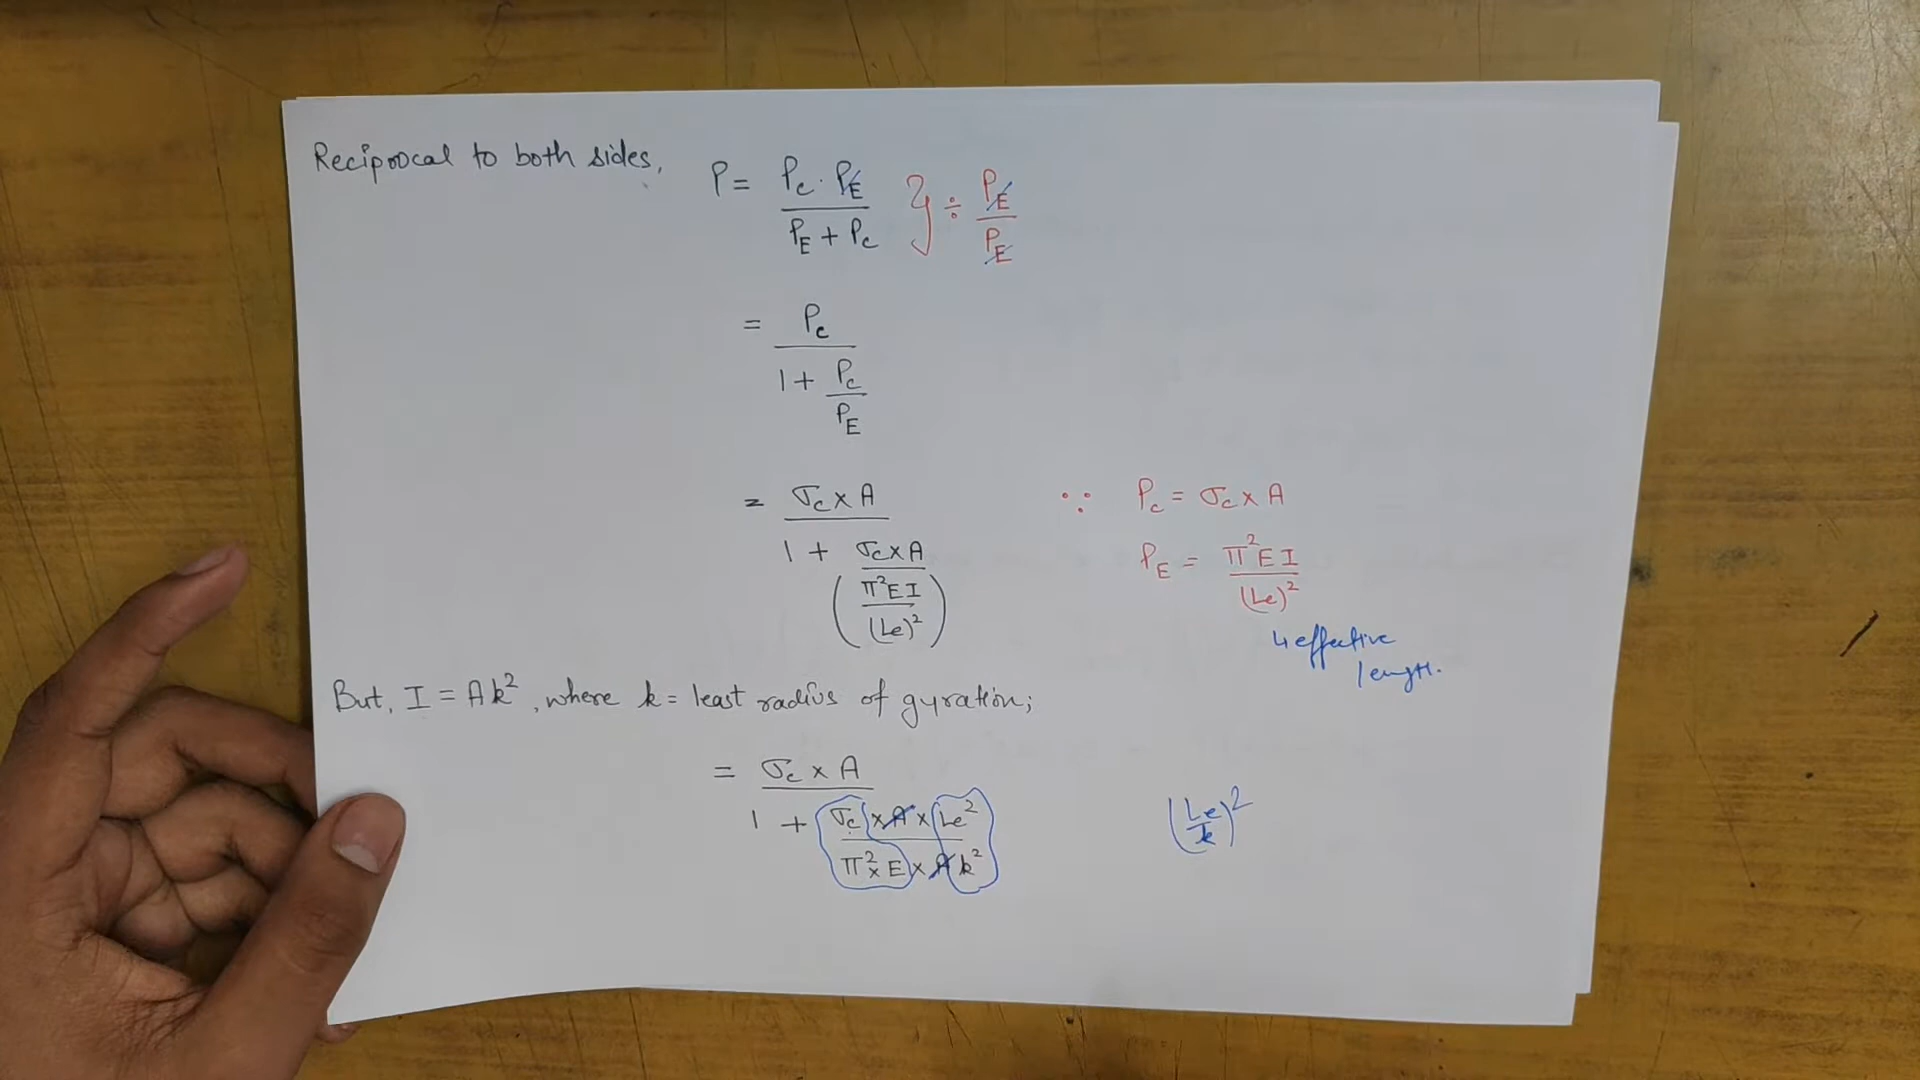 Reciprocal to both sides,
P = Pc · PE / PE + Pc } ÷ PE / PE
= Pc / 1 + Pc / PE
= σc × A / 1 + σc × A / (π²EI / (Le)²)
∵ Pc = σc × A
PE = π²EI / (Le)²
↳ effective
length.
But, I = Ak², where k = least radius of gyration;
= σc × A / 1 + σc × A × Le² / π² × E × A k²
(Le / k)²